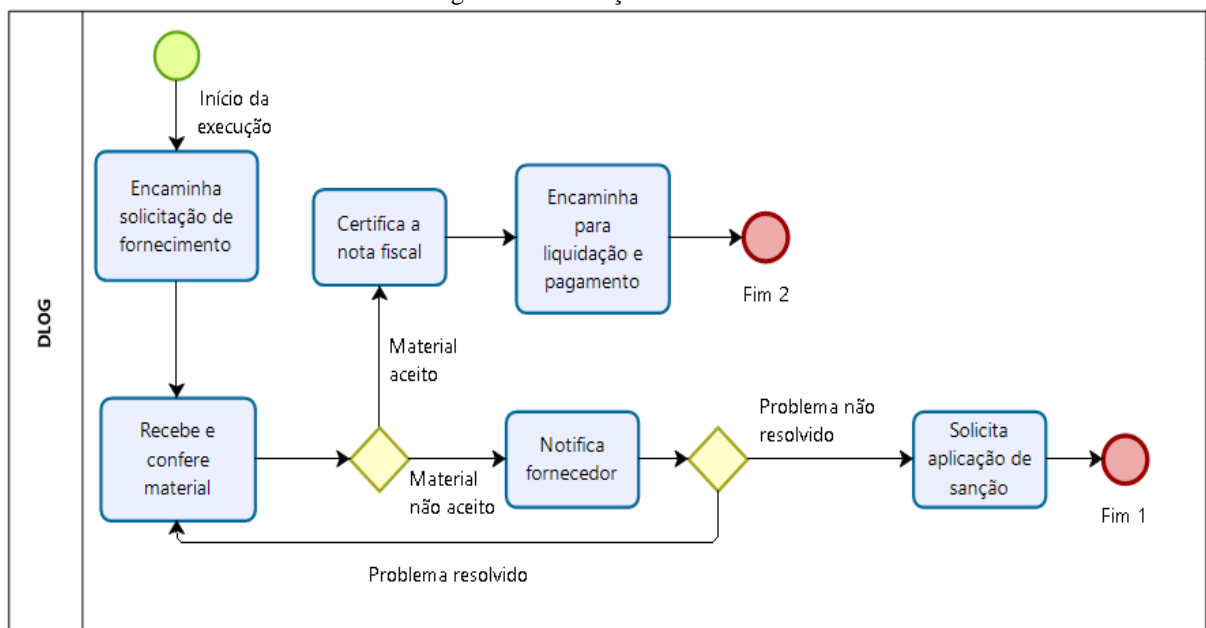 DLOG
Início da
execução
Encaminha
solicitação de
fornecimento
Recebe e
confere
material
Material
aceito
Certifica a
nota fiscal
Encaminha
para
liquidação e
pagamento
Fim 2
Material
não aceito
Notifica
fornecedor
Problema não
resolvido
Solicita
aplicação de
sanção
Fim 1
Problema resolvido